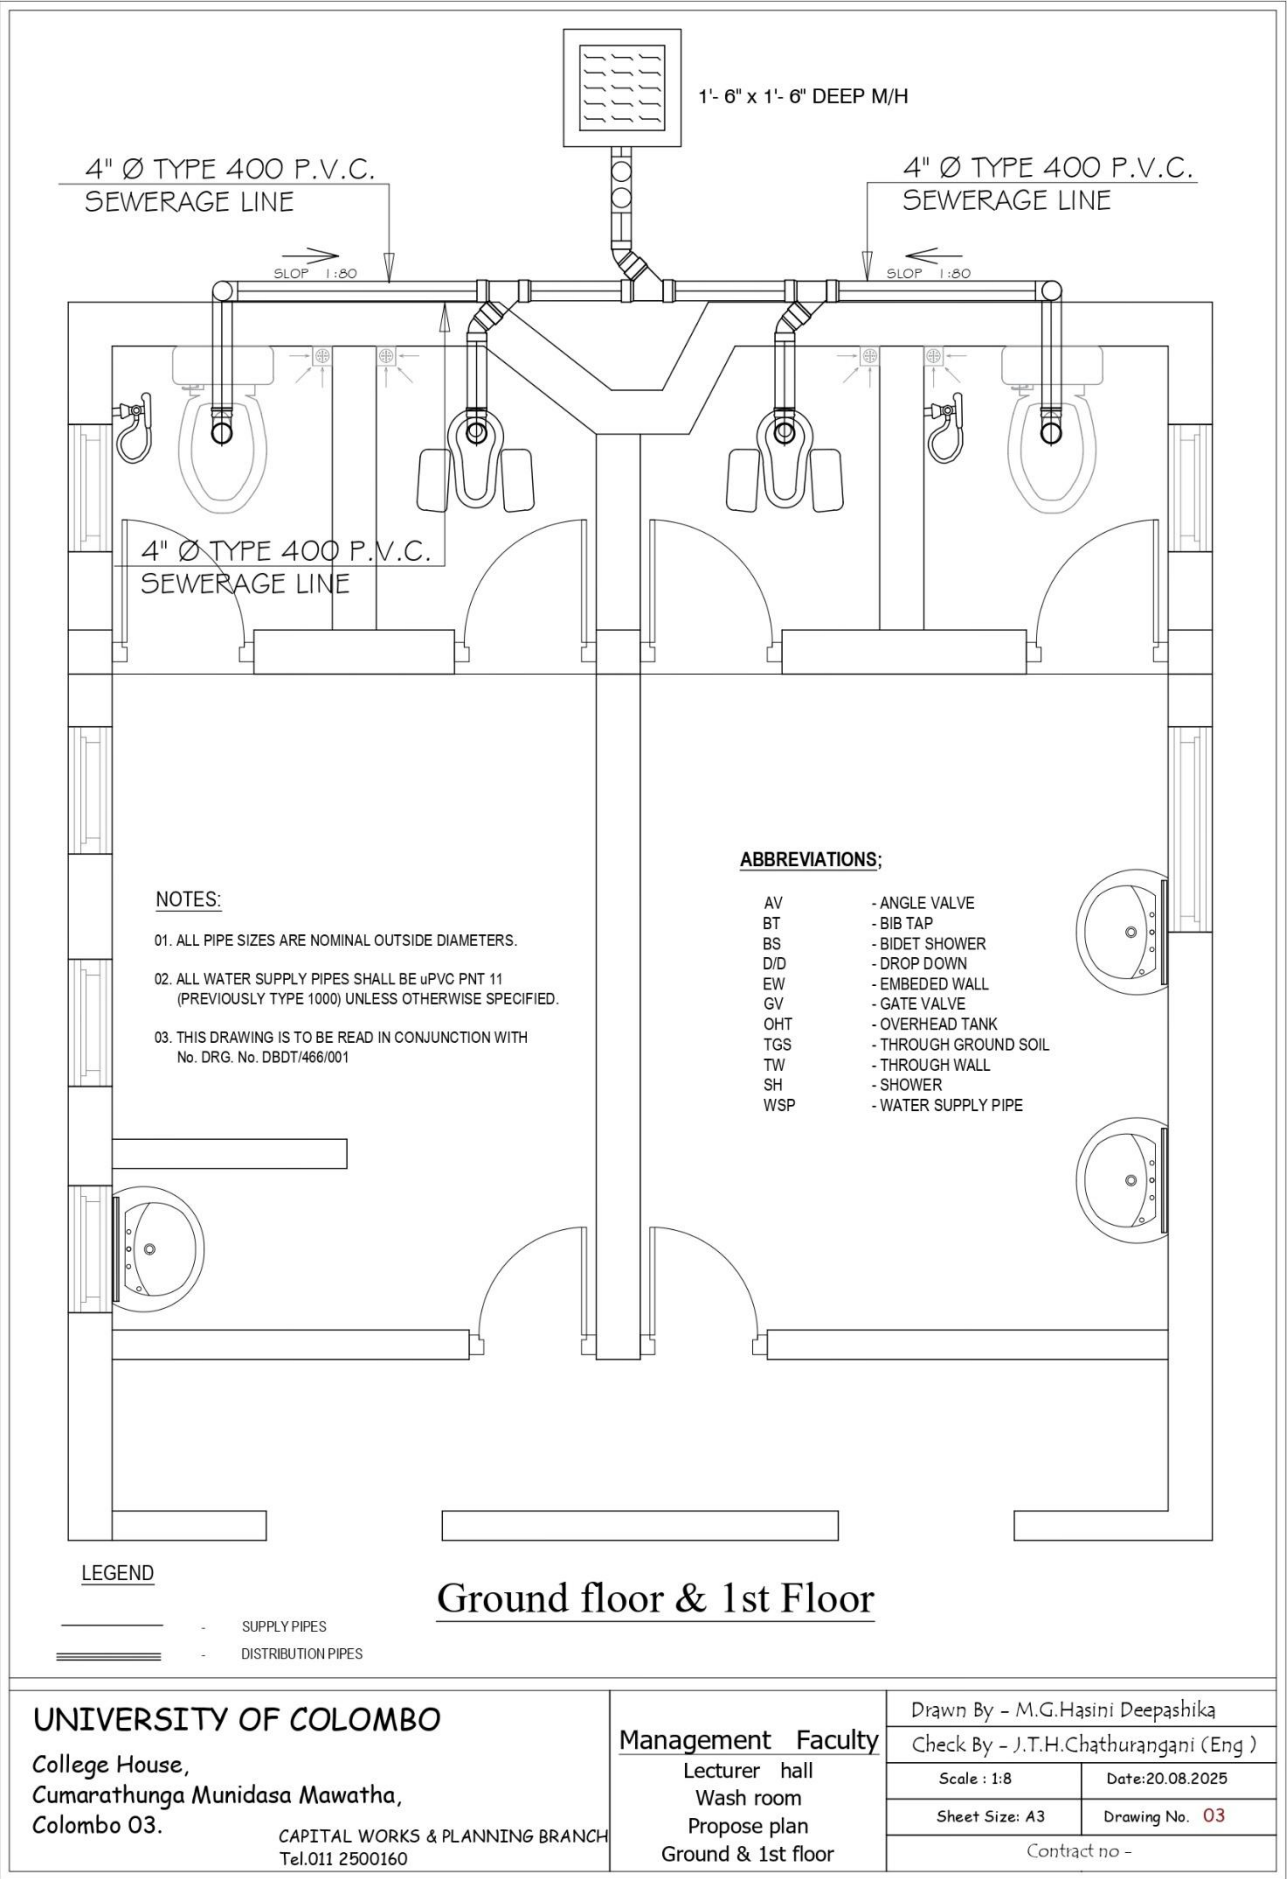 1'- 6" x 1'- 6" DEEP M/H
4" Ø TYPE 400 P.V.C.
SEWERAGE LINE
4" Ø TYPE 400 P.V.C.
SEWERAGE LINE
SLOP 1:80
SLOP 1:80
4" Ø TYPE 400 P.V.C.
SEWERAGE LINE
NOTES:
01. ALL PIPE SIZES ARE NOMINAL OUTSIDE DIAMETERS.
02. ALL WATER SUPPLY PIPES SHALL BE uPVC PNT 11
(PREVIOUSLY TYPE 1000) UNLESS OTHERWISE SPECIFIED.
03. THIS DRAWING IS TO BE READ IN CONJUNCTION WITH
No. DRG. No. DBDT/466/001
ABBREVIATIONS;
AV - ANGLE VALVE
BT - BIB TAP
BS - BIDET SHOWER
D/D - DROP DOWN
EW - EMBEDED WALL
GV - GATE VALVE
OHT - OVERHEAD TANK
TGS - THROUGH GROUND SOIL
TW - THROUGH WALL
SH - SHOWER
WSP - WATER SUPPLY PIPE
LEGEND
- SUPPLY PIPES
- DISTRIBUTION PIPES
Ground floor & 1st Floor
UNIVERSITY OF COLOMBO
College House,
Cumarathunga Munidasa Mawatha,
Colombo 03.
CAPITAL WORKS & PLANNING BRANCH
Tel.011 2500160
Management Faculty
Lecturer hall
Wash room
Propose plan
Ground & 1st floor
Drawn By - M.G.Hasini Deepashika
Check By - J.T.H.Chathurangani (Eng )
Scale : 1:8
Date:20.08.2025
Sheet Size: A3
Drawing No. 03
Contract no -